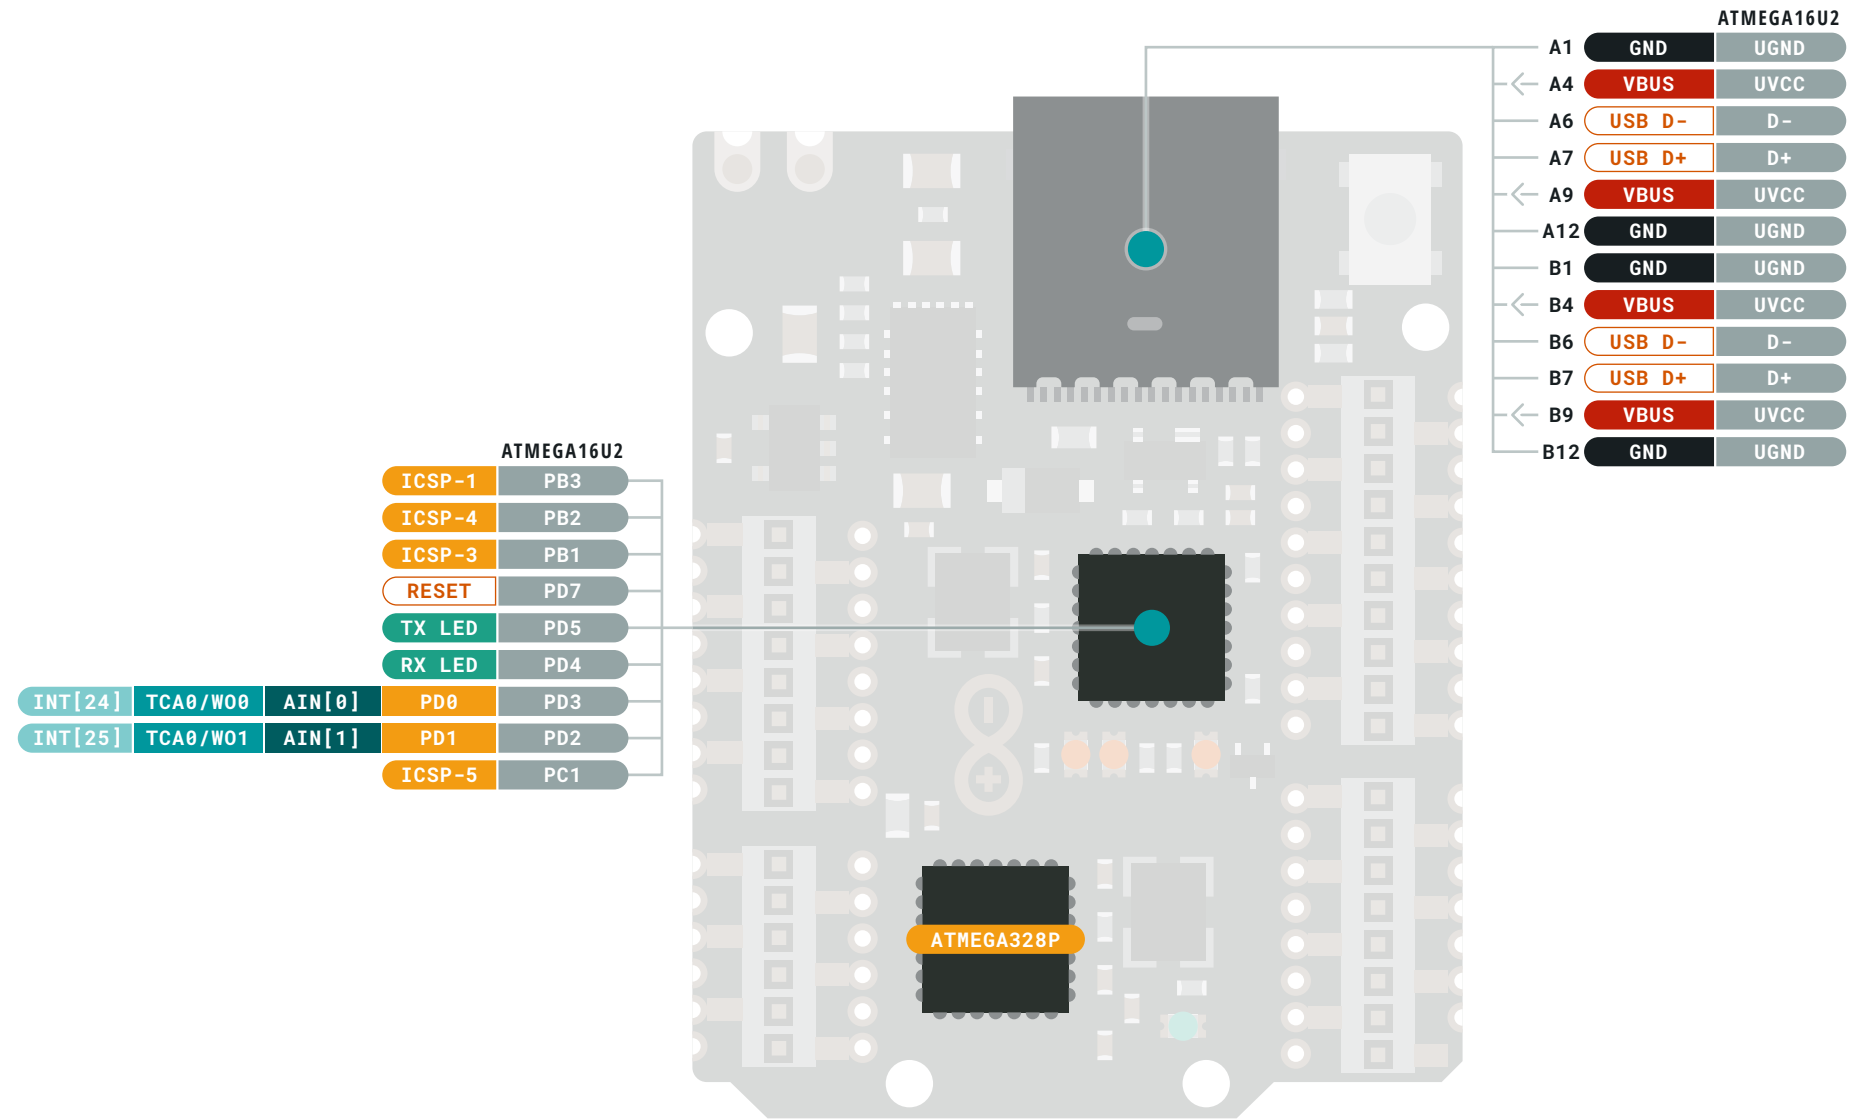 ATMEGA16U2
A1 GND UGND
A4 VBUS UVCC
A6 USB D- D-
A7 USB D+ D+
A9 VBUS UVCC
A12 GND UGND
B1 GND UGND
B4 VBUS UVCC
B6 USB D- D-
B7 USB D+ D+
B9 VBUS UVCC
B12 GND UGND
ATMEGA16U2
ICSP-1 PB3
ICSP-4 PB2
ICSP-3 PB1
RESET PD7
TX LED PD5
RX LED PD4
INT[24] TCA0/WO0 AIN[0] PD0 PD3
INT[25] TCA0/WO1 AIN[1] PD1 PD2
ICSP-5 PC1
ATMEGA328P